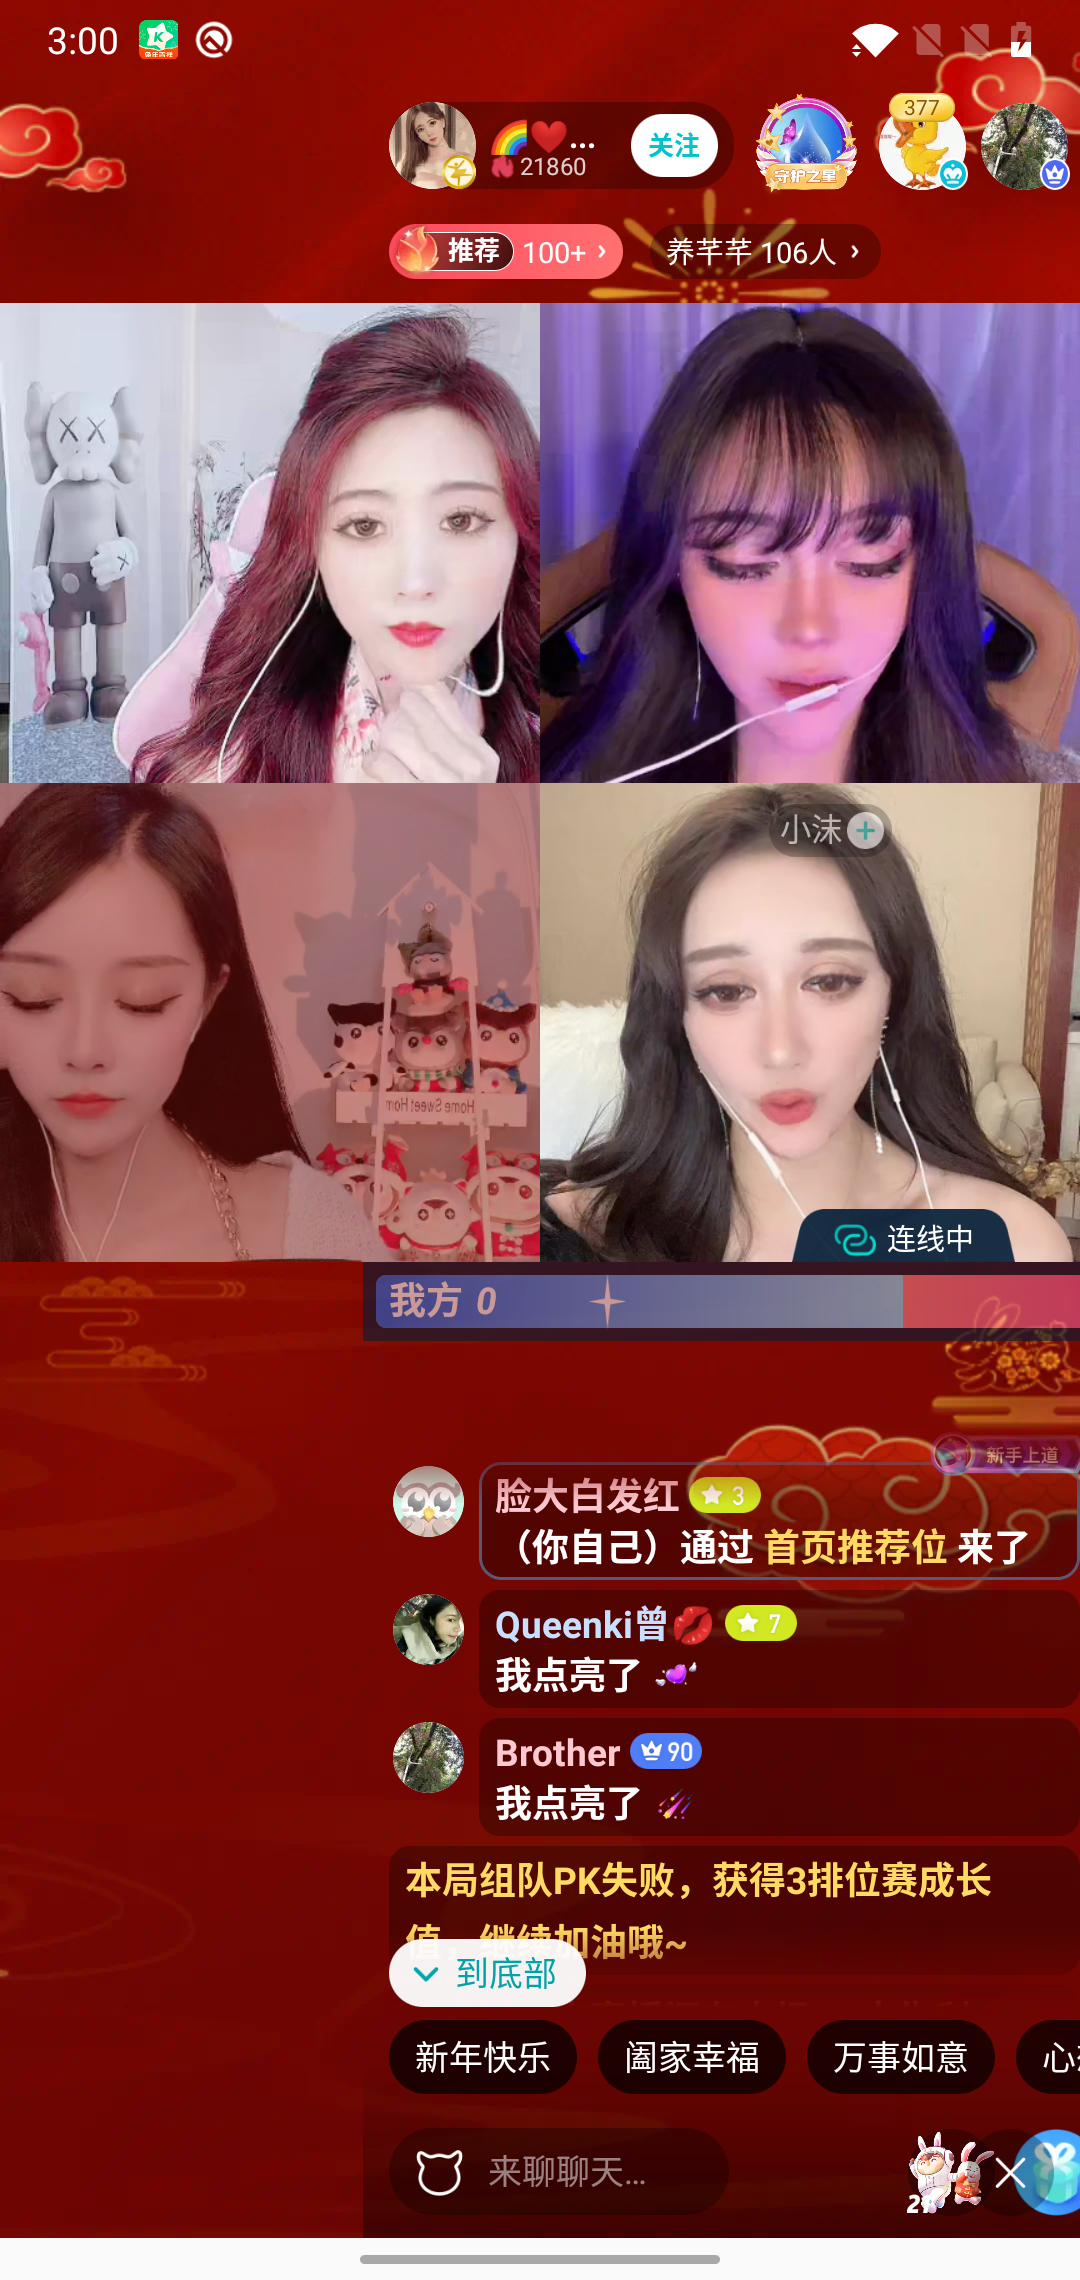 3:00
377
...
21860
关注
守护之星
推荐 100+ ›
养芊芊 106人 ›
小沫
Home Sweet Hom
连线中
我方 0
新手上道
脸大白发红 3
（你自己）通过 首页推荐位 来了
Queenki曾 7
我点亮了
Brother 90
我点亮了
本局组队PK失败，获得3排位赛成长
值，继续加油哦~
到底部
新年快乐
阖家幸福
万事如意
来聊聊天...